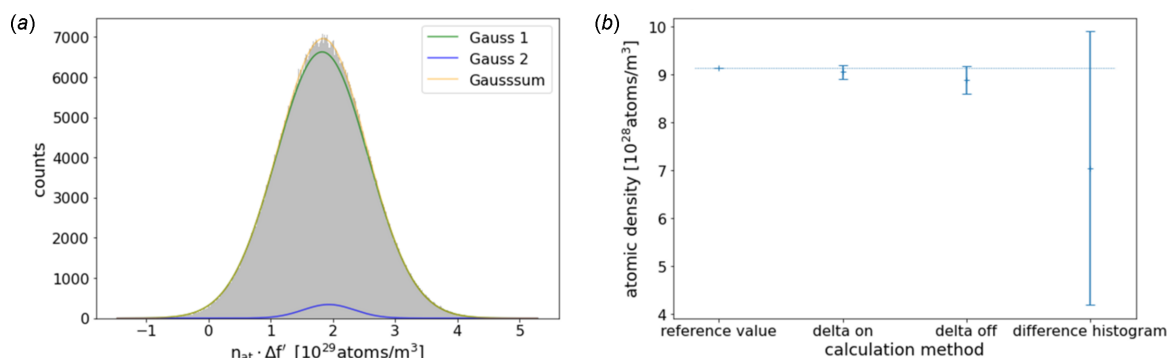 (a)
7000
6000
5000
4000
3000
2000
1000
0
counts
Gauss 1
Gauss 2
Gausssum
−1 0 1 2 3 4 5
n_at · Δf′ [10^29 atoms/m^3]
(b)
10
9
8
7
6
5
4
atomic density [10^28 atoms/m^3]
reference value delta on delta off difference histogram
calculation method